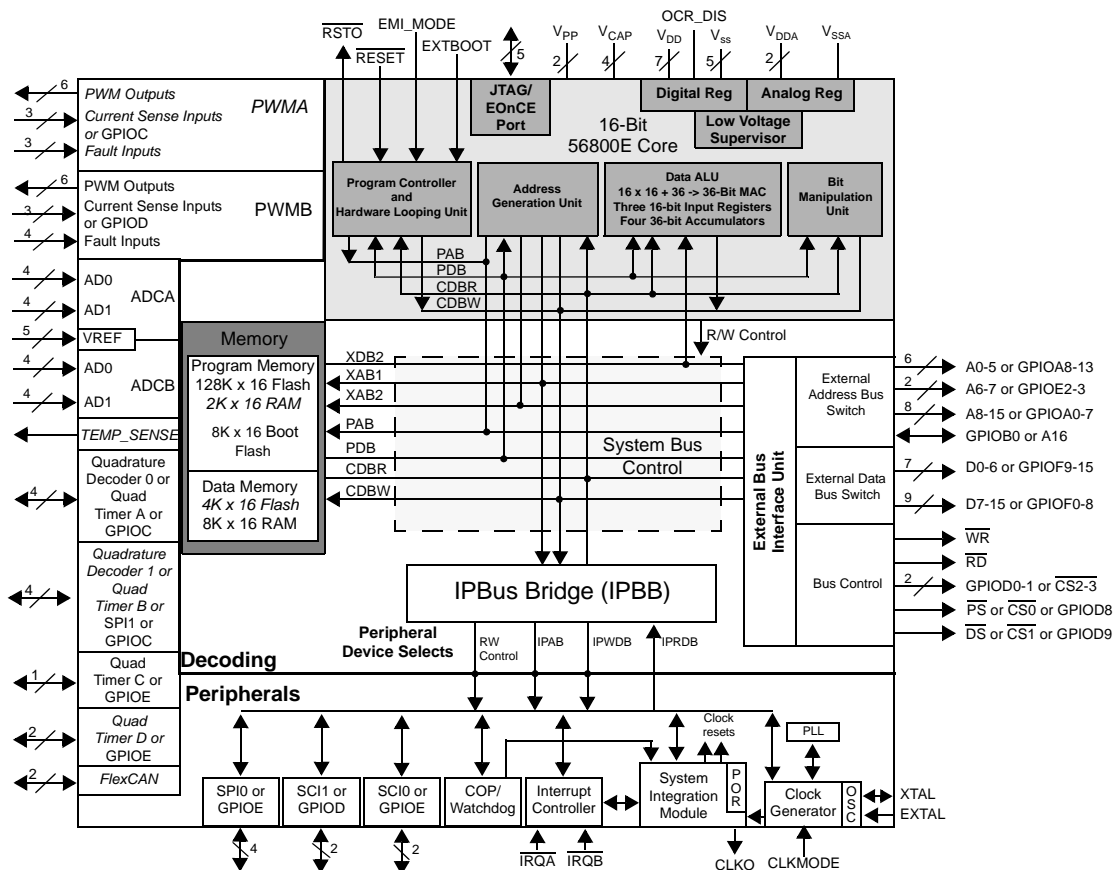 RSTO
EMI_MODE
RESET
EXTBOOT
5
VPP
2
VCAP
4
VDD
7
OCR_DIS
Vss
5
VDDA
2
VSSA
6
PWM Outputs
PWMA
3
Current Sense Inputs
or GPIOC
3
Fault Inputs
6
PWM Outputs
3
Current Sense Inputs
or GPIOD
PWMB
4
Fault Inputs
4
AD0
ADCA
4
AD1
5
VREF
4
AD0
ADCB
4
AD1
TEMP_SENSE
4
Quadrature
Decoder 0 or
Quad
Timer A or
GPIOC
4
Quadrature
Decoder 1 or
Quad
Timer B or
SPI1 or
GPIOC
1
Quad
Timer C or
GPIOE
2
Quad
Timer D or
GPIOE
2
FlexCAN
JTAG/
EOnCE
Port
Digital Reg
Analog Reg
Low Voltage
Supervisor
16-Bit
56800E Core
Program Controller
and
Hardware Looping Unit
Address
Generation Unit
Data ALU
16 x 16 + 36 -> 36-Bit MAC
Three 16-bit Input Registers
Four 36-bit Accumulators
Bit
Manipulation
Unit
PAB
PDB
CDBR
CDBW
R/W Control
Memory
Program Memory
128K x 16 Flash
2K x 16 RAM
8K x 16 Boot
Flash
Data Memory
4K x 16 Flash
8K x 16 RAM
XDB2
XAB1
XAB2
PAB
PDB
CDBR
CDBW
System Bus
Control
External Bus
Interface Unit
External
Address Bus
Switch
External Data
Bus Switch
Bus Control
6
A0-5 or GPIOA8-13
2
A6-7 or GPIOE2-3
8
A8-15 or GPIOA0-7
GPIOB0 or A16
7
D0-6 or GPIOF9-15
9
D7-15 or GPIOF0-8
WR
RD
2
GPIOD0-1 or CS2-3
PS or CS0 or GPIOD8
DS or CS1 or GPIOD9
IPBus Bridge (IPBB)
Peripheral
Device Selects
RW
Control
IPAB
IPWDB
IPRDB
Decoding
Peripherals
Clock
resets
PLL
SPI0 or
GPIOE
SCI1 or
GPIOD
SCI0 or
GPIOE
COP/
Watchdog
Interrupt
Controller
System
Integration
Module
POR
Clock
Generator
OSC
XTAL
EXTAL
4
2
2
IRQA
IRQB
CLKO
CLKMODE